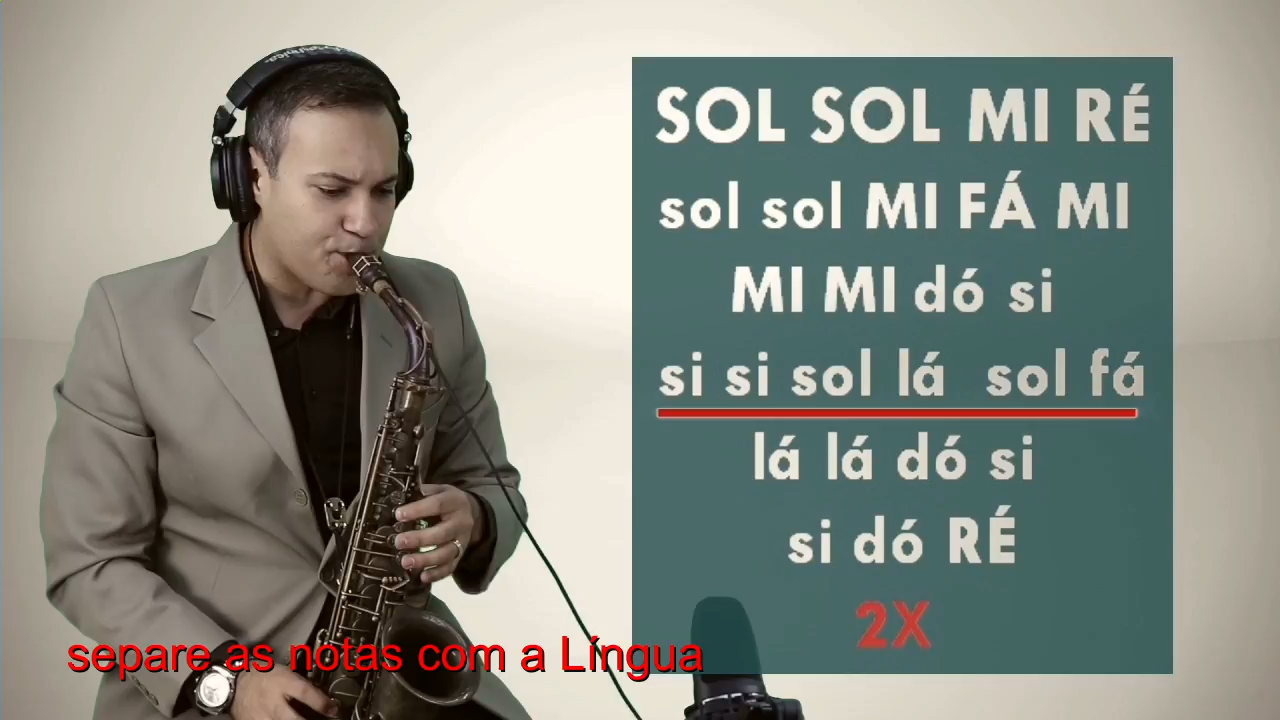 SOL SOL MI RÉ
sol sol MI FÁ MI
MI MI dó si
si si sol lá sol fá
lá lá dó si
si dó RÉ
2X
separe as notas com a Língua